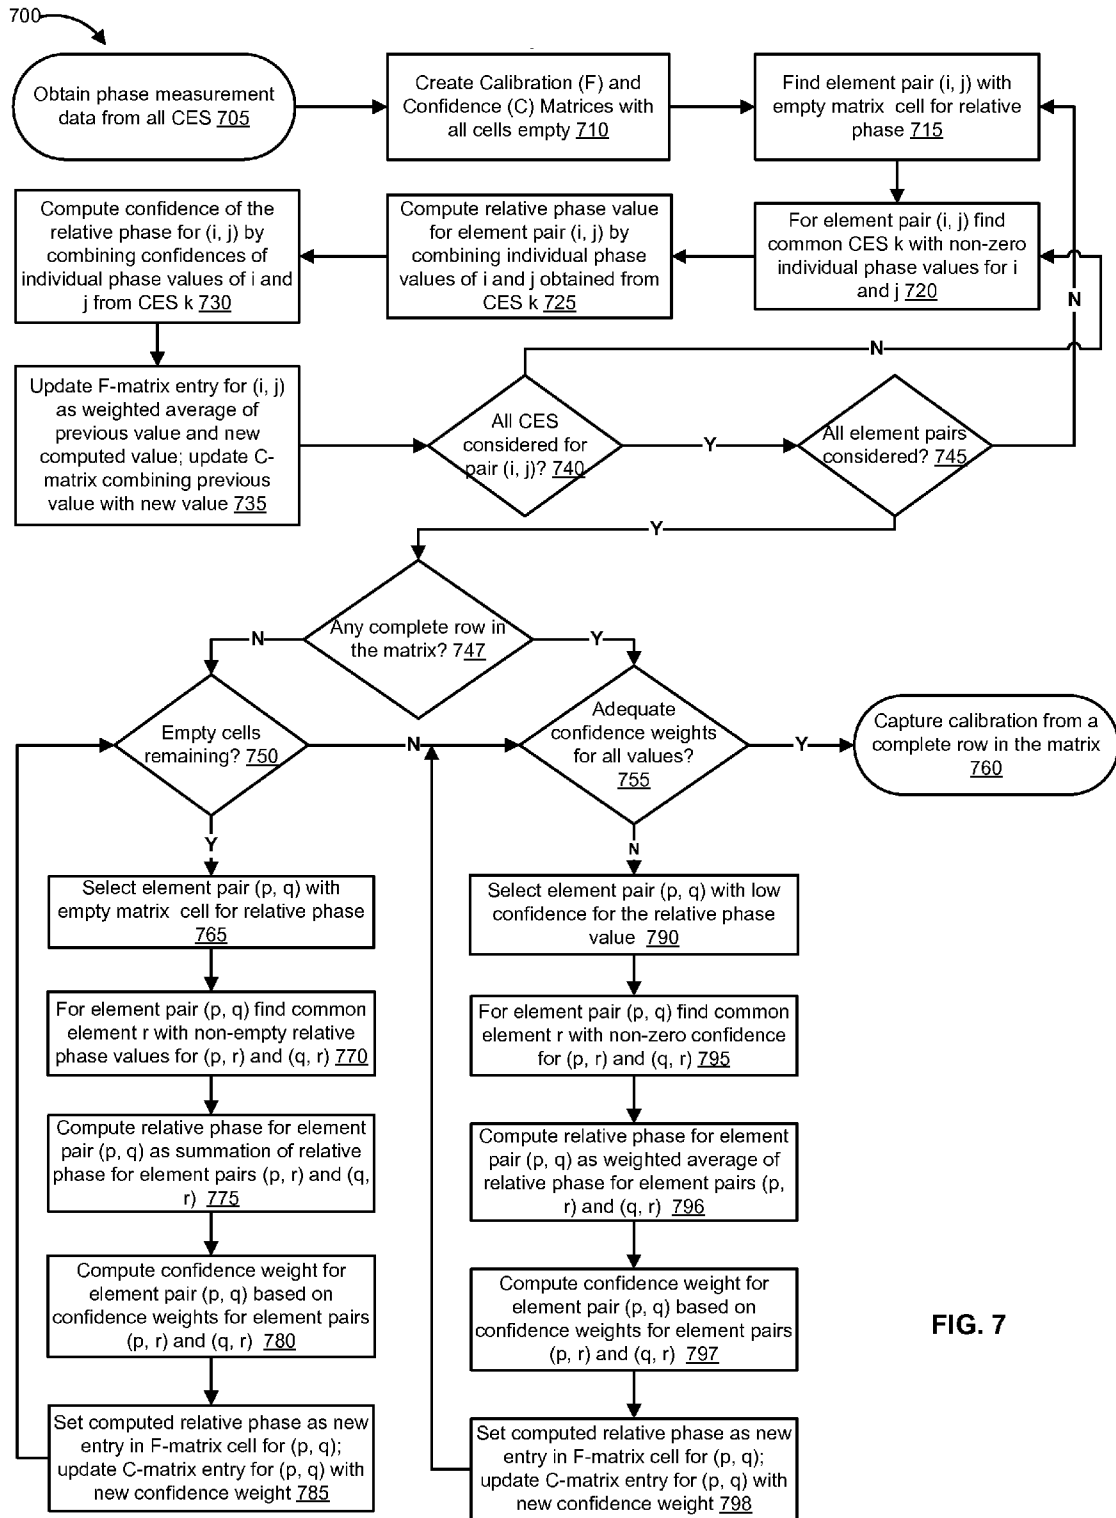 700
Obtain phase measurement
data from all CES 705
Create Calibration (F) and
Confidence (C) Matrices with
all cells empty 710
Find element pair (i, j) with
empty matrix cell for relative
phase 715
Compute confidence of the
relative phase for (i, j) by
combining confidences of
individual phase values of i and
j from CES k 730
Compute relative phase value
for element pair (i, j) by
combining individual phase
values of i and j obtained from
CES k 725
For element pair (i, j) find
common CES k with non-zero
individual phase values for i
and j 720
N
N
Update F-matrix entry for (i, j)
as weighted average of
previous value and new
computed value; update C-
matrix combining previous
value with new value 735
All CES
considered for
pair (i, j)? 740
Y
All element pairs
considered? 745
Y
Any complete row in
the matrix? 747
N
Y
Empty cells
remaining? 750
N
Adequate
confidence weights
for all values?
755
Y
Capture calibration from a
complete row in the matrix
760
Y
N
Select element pair (p, q) with
empty matrix cell for relative phase
765
Select element pair (p, q) with low
confidence for the relative phase
value 790
For element pair (p, q) find common
element r with non-empty relative
phase values for (p, r) and (q, r) 770
For element pair (p, q) find common
element r with non-zero confidence
for (p, r) and (q, r) 795
Compute relative phase for element
pair (p, q) as summation of relative
phase for element pairs (p, r) and (q,
r) 775
Compute relative phase for element
pair (p, q) as weighted average of
relative phase for element pairs (p,
r) and (q, r) 796
Compute confidence weight for
element pair (p, q) based on
confidence weights for element pairs
(p, r) and (q, r) 780
Compute confidence weight for
element pair (p, q) based on
confidence weights for element pairs
(p, r) and (q, r) 797
FIG. 7
Set computed relative phase as new
entry in F-matrix cell for (p, q);
update C-matrix entry for (p, q) with
new confidence weight 785
Set computed relative phase as new
entry in F-matrix cell for (p, q);
update C-matrix entry for (p, q) with
new confidence weight 798